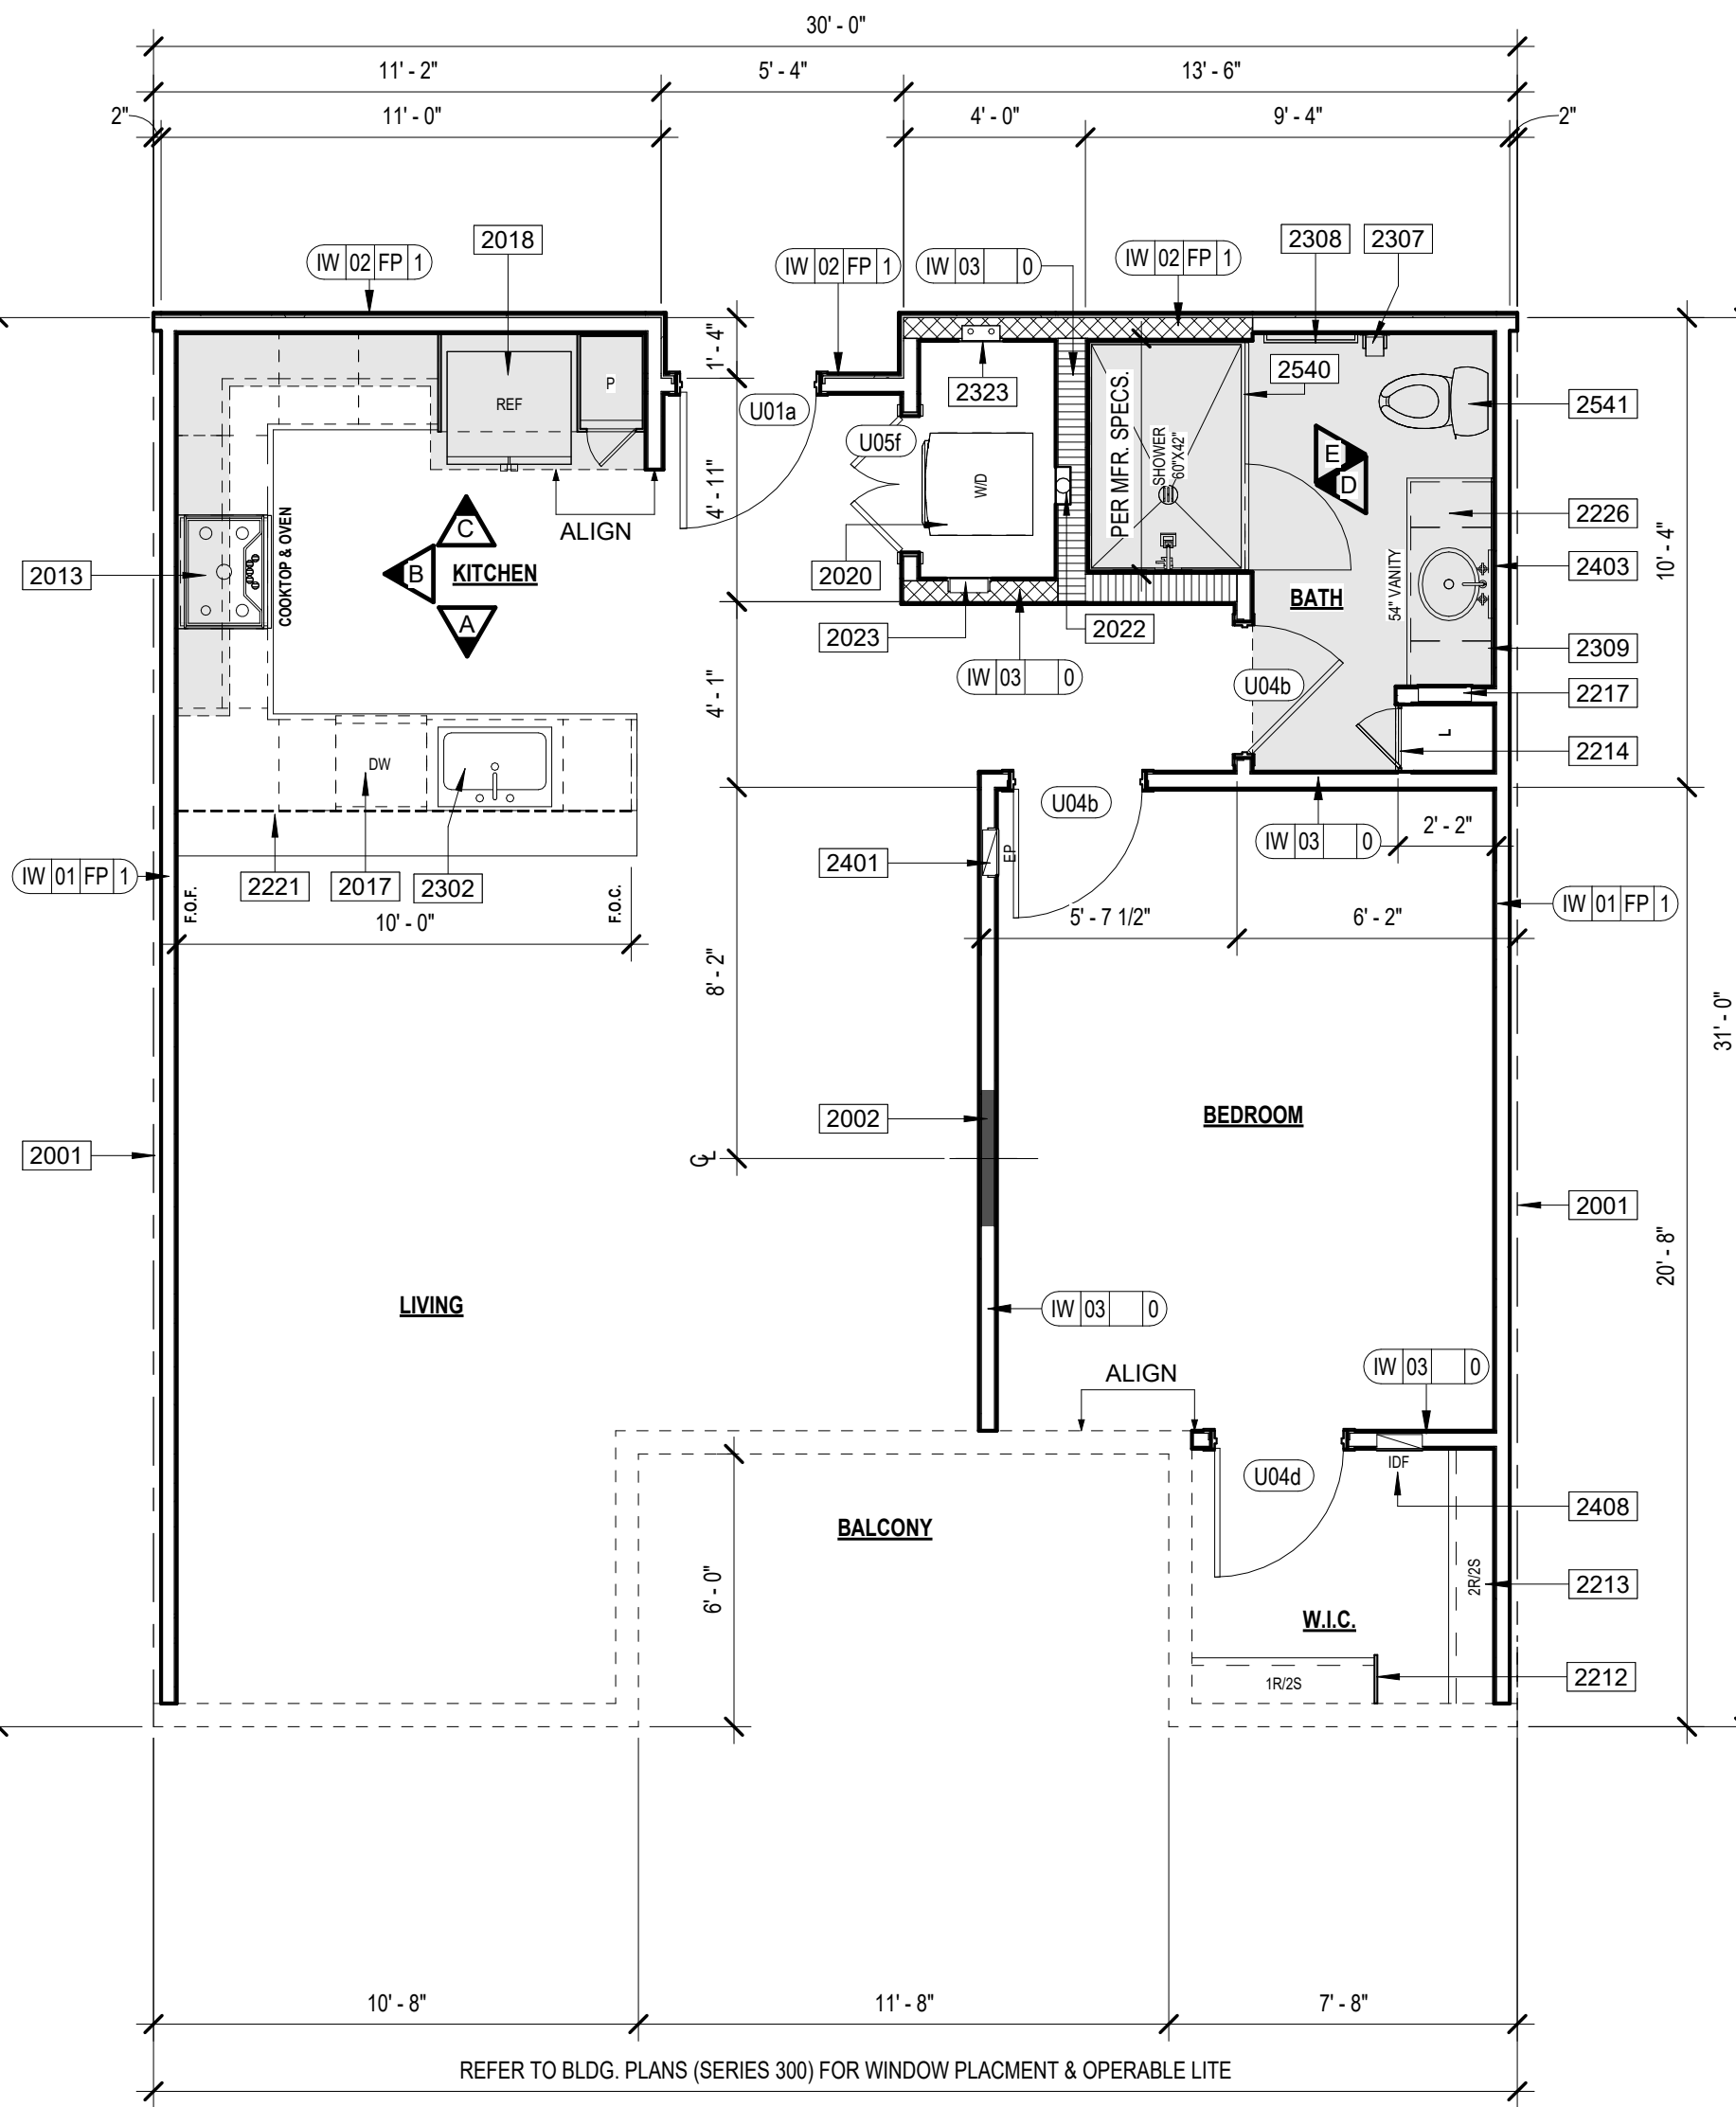 30' - 0"
11' - 2"
5' - 4"
13' - 6"
2"
11' - 0"
4' - 0"
9' - 4"
2"
IW 02 FP 1
2018
IW 02 FP 1
IW 03 0
IW 02 FP 1
2308
2307
1' - 4"
REF
P
U01a
U05f
2323
2540
2541
PER MFR. SPECS.
SHOWER
60"X42"
W/D
E
D
4' - 11"
ALIGN
C
B
A
KITCHEN
COOKTOP & OVEN
2013
2020
2023
2022
BATH
54" VANITY
2226
2403
10' - 4"
2309
IW 03 0
U04b
2217
4' - 1"
L
2214
DW
U04b
IW 03 0
2' - 2"
2401
EP
IW 01 FP 1
F.O.F.
2221
2017
2302
F.O.C.
10' - 0"
5' - 7 1/2"
6' - 2"
IW 01 FP 1
8' - 2"
31' - 0"
2002
BEDROOM
CL
2001
2001
20' - 8"
LIVING
IW 03 0
ALIGN
IW 03 0
U04d
IDF
2408
BALCONY
6' - 0"
2R/2S
2213
W.I.C.
1R/2S
2212
10' - 8"
11' - 8"
7' - 8"
REFER TO BLDG. PLANS (SERIES 300) FOR WINDOW PLACMENT & OPERABLE LITE